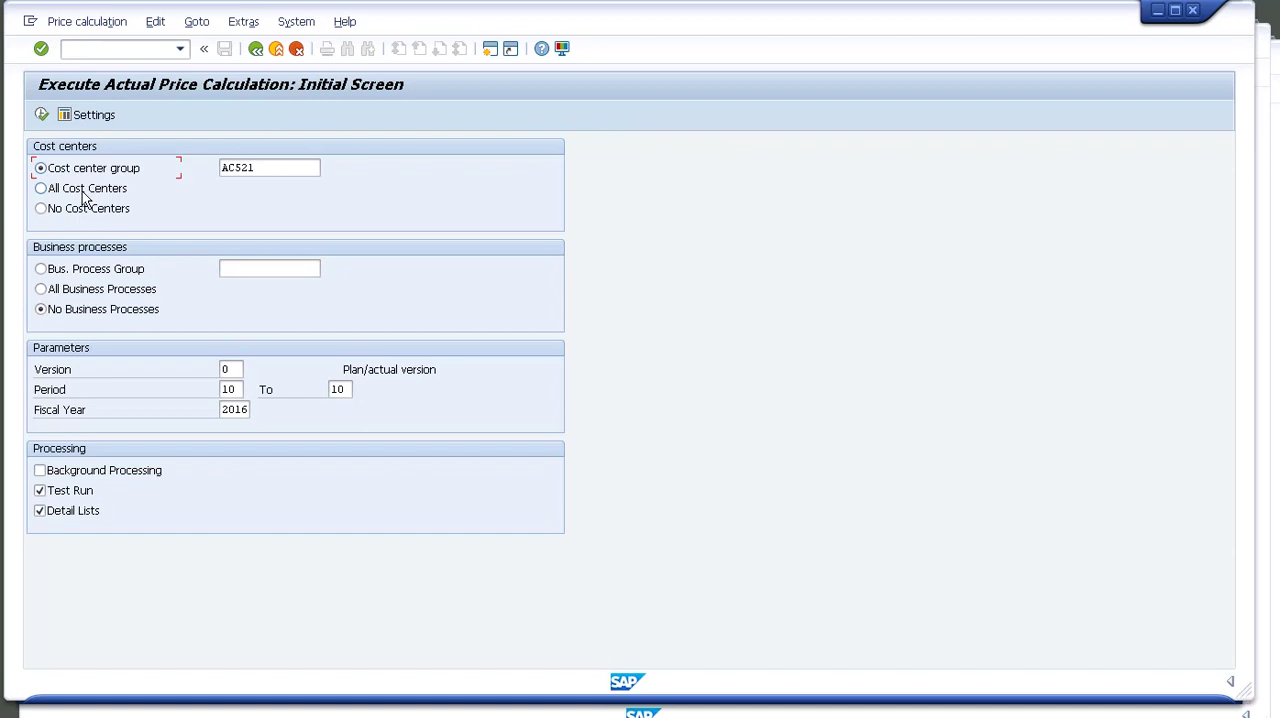 Price calculation Edit Goto Extras System Help
Execute Actual Price Calculation: Initial Screen
Settings
Cost centers
Cost center group AC521
All Cost Centers
No Cost Centers
Business processes
Bus. Process Group
All Business Processes
No Business Processes
Parameters
Version 0 Plan/actual version
Period 10 To 10
Fiscal Year 2016
Processing
Background Processing
Test Run
Detail Lists
SAP
SAP